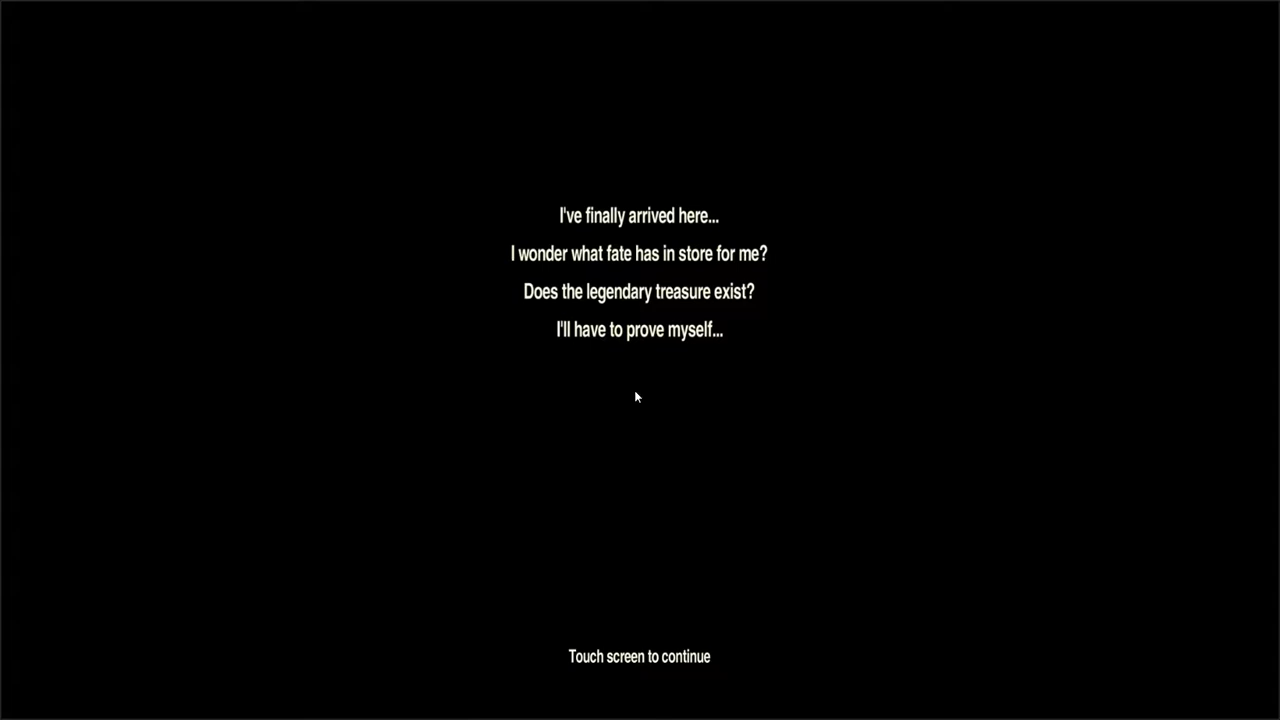 I've finally arrived here...
I wonder what fate has in store for me?
Does the legendary treasure exist?
I'll have to prove myself...
Touch screen to continue